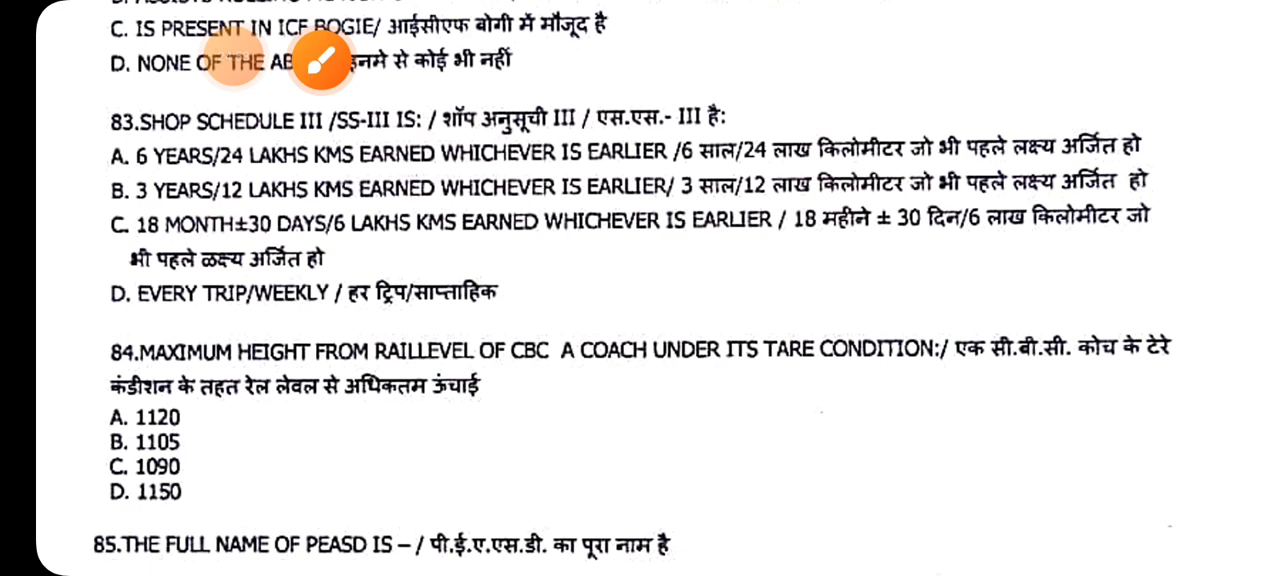 C. IS PRESENT IN ICF BOGIE/ आईसीएफ बोगी में मौजूद है
D. NONE OF THE AB इनमे से कोई भी नहीं
83.SHOP SCHEDULE III /SS-III IS: / शॉप अनुसूची III / एस.एस.- III है:
A. 6 YEARS/24 LAKHS KMS EARNED WHICHEVER IS EARLIER /6 साल/24 लाख किलोमीटर जो भी पहले लक्ष्य अर्जित हो
B. 3 YEARS/12 LAKHS KMS EARNED WHICHEVER IS EARLIER/ 3 साल/12 लाख किलोमीटर जो भी पहले लक्ष्य अर्जित हो
C. 18 MONTH±30 DAYS/6 LAKHS KMS EARNED WHICHEVER IS EARLIER / 18 महीने ± 30 दिन/6 लाख किलोमीटर जो
भी पहले ळक्ष्य अर्जित हो
D. EVERY TRIP/WEEKLY / हर ट्रिप/साप्ताहिक
84.MAXIMUM HEIGHT FROM RAILLEVEL OF CBC A COACH UNDER ITS TARE CONDITION:/ एक सी.बी.सी. कोच के टेरे
कंडीशन के तहत रेल लेवल से अधिकतम ऊंचाई
A. 1120
B. 1105
C. 1090
D. 1150
85.THE FULL NAME OF PEASD IS – / पी.ई.ए.एस.डी. का पूरा नाम है